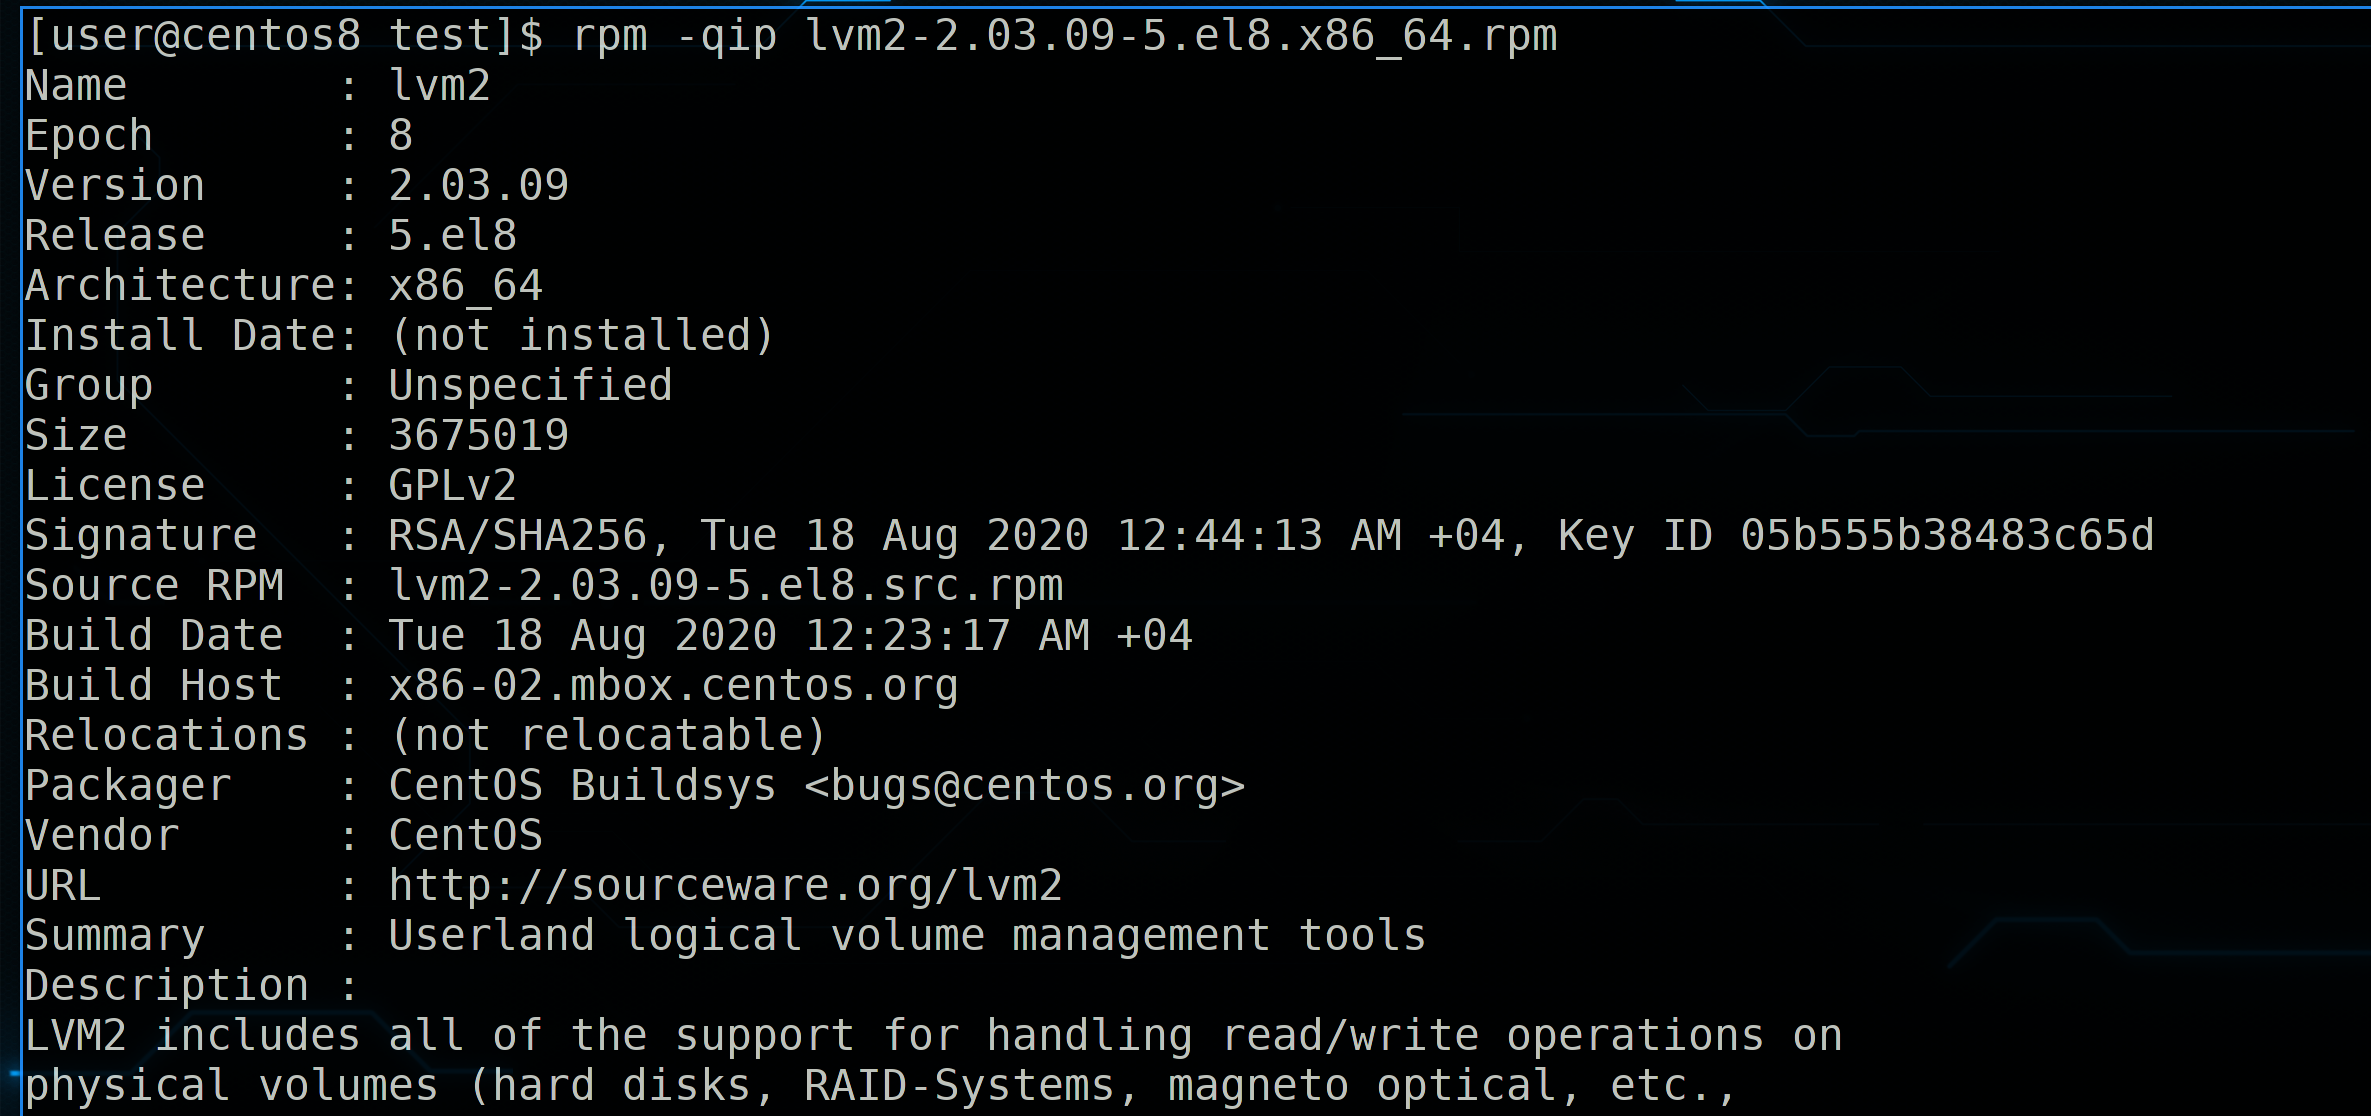 [user@centos8 test]$ rpm -qip lvm2-2.03.09-5.el8.x86_64.rpm
Name        : lvm2
Epoch       : 8
Version     : 2.03.09
Release     : 5.el8
Architecture: x86_64
Install Date: (not installed)
Group       : Unspecified
Size        : 3675019
License     : GPLv2
Signature   : RSA/SHA256, Tue 18 Aug 2020 12:44:13 AM +04, Key ID 05b555b38483c65d
Source RPM  : lvm2-2.03.09-5.el8.src.rpm
Build Date  : Tue 18 Aug 2020 12:23:17 AM +04
Build Host  : x86-02.mbox.centos.org
Relocations : (not relocatable)
Packager    : CentOS Buildsys <bugs@centos.org>
Vendor      : CentOS
URL         : http://sourceware.org/lvm2
Summary     : Userland logical volume management tools
Description :
LVM2 includes all of the support for handling read/write operations on
physical volumes (hard disks, RAID-Systems, magneto optical, etc.,